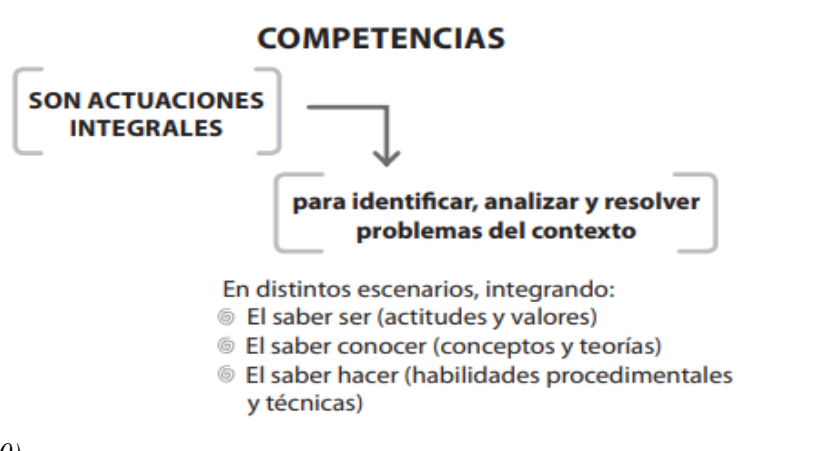 COMPETENCIAS
SON ACTUACIONES
INTEGRALES
para identificar, analizar y resolver
problemas del contexto
En distintos escenarios, integrando:
El saber ser (actitudes y valores)
El saber conocer (conceptos y teorías)
El saber hacer (habilidades procedimentales
y técnicas)